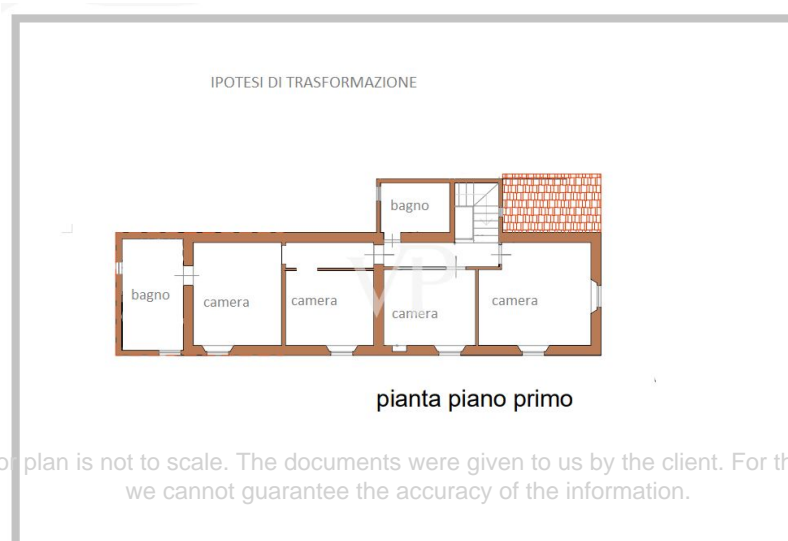 IPOTESI DI TRASFORMAZIONE
bagno
bagno
camera
camera
camera
camera
VP
pianta piano primo
plan is not to scale. The documents were given to us by the client. For
we cannot guarantee the accuracy of the information.